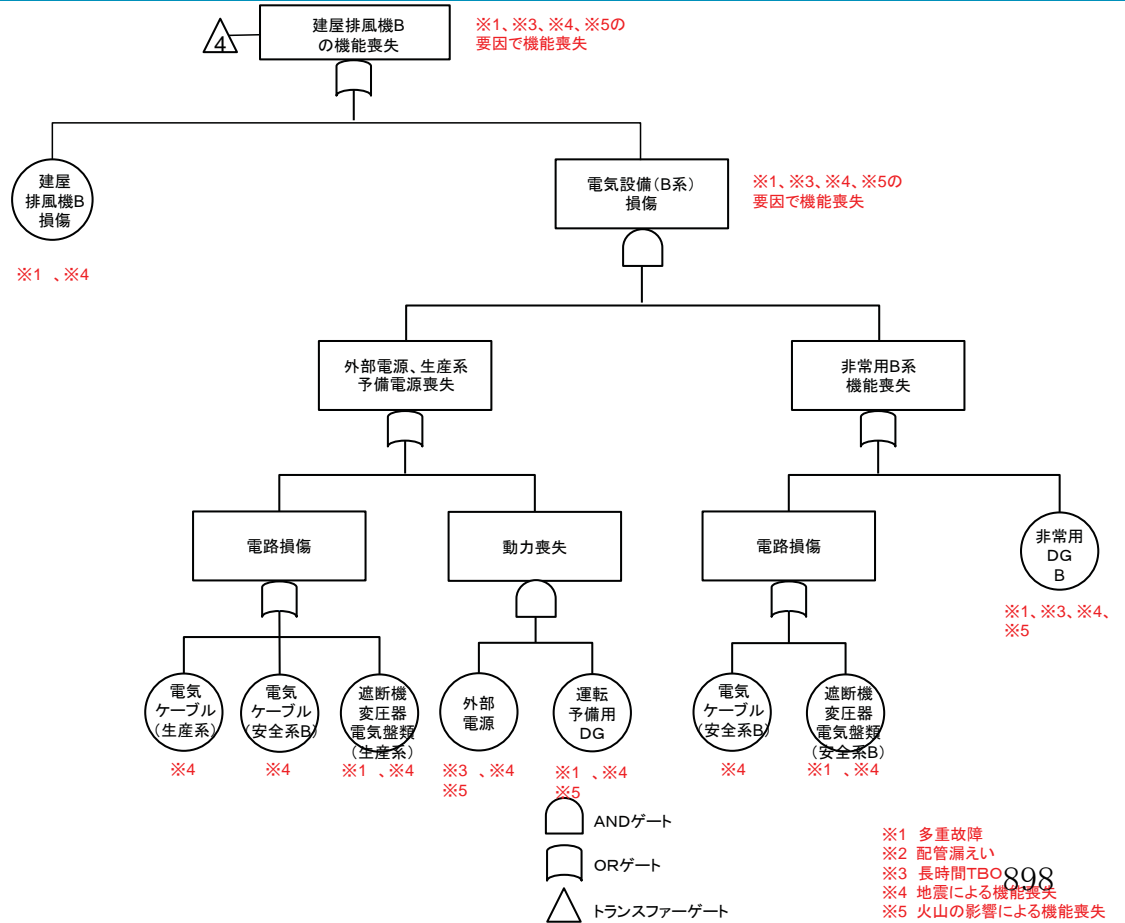 4
建屋排風機B
の機能喪失
※1、※3、※4、※5の
要因で機能喪失
建屋
排風機B
損傷
※1 、※4
電気設備(B系)
損傷
※1、※3、※4、※5の
要因で機能喪失
外部電源、生産系
予備電源喪失
非常用B系
機能喪失
電路損傷
動力喪失
電路損傷
非常用
DG
B
※1、※3、※4、
※5
電気
ケーブル
(生産系)
※4
電気
ケーブル
(安全系B)
※4
遮断機
変圧器
電気盤類
(生産系)
※1 、※4
外部
電源
※3 、※4
※5
運転
予備用
DG
※1 、※4
※5
電気
ケーブル
(安全系B)
※4
遮断機
変圧器
電気盤類
(安全系B)
※1 、※4
ANDゲート
ORゲート
トランスファーゲート
※1 多重故障
※2 配管漏えい
※3 長時間TBO
※4 地震による機能喪失
※5 火山の影響による機能喪失
898